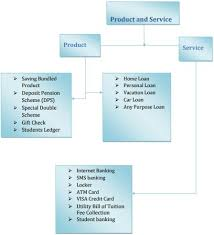 Product and Service
Product
Service
Saving Bundled
Product
Deposit Pension
Scheme (DPS)
Special Double
Scheme
Gift Check
Students Ledger
Home Loan
Personal Loan
Vacation Loan
Car Loan
Any Purpose Loan
Internet Banking
SMS banking
Locker
ATM Card
VISA Credit Card
Utility Bill of Tuition
Fee Collection
Student banking